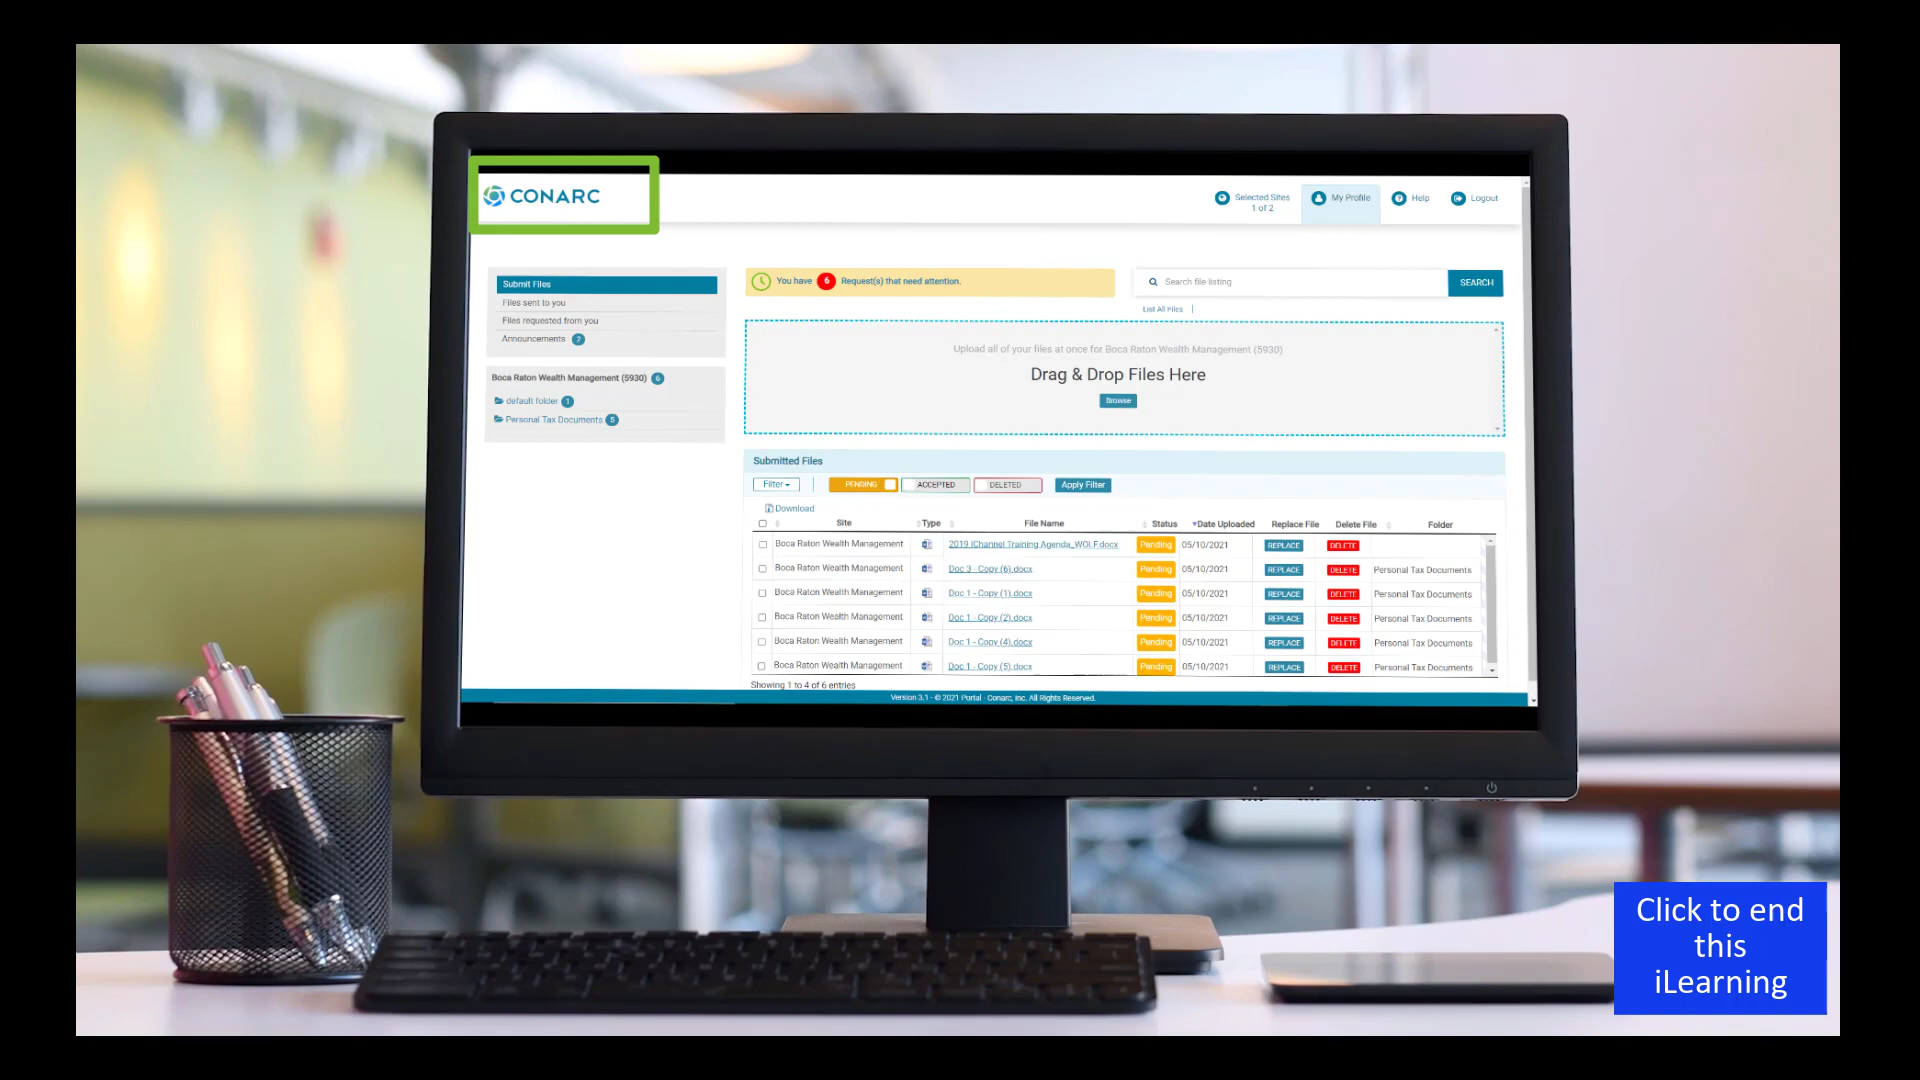 CONARC
Selected Sites
1 of 2
My Profile
Help
Logout
Submit Files
Files sent to you
Files requested from you
Announcements 2
Boca Raton Wealth Management (5930) 6
default folder 1
Personal Tax Documents 5
You have 6 Request(s) that need attention.
Search file listing
SEARCH
List All Files |
Upload all of your files at once for Boca Raton Wealth Management (5930)
Drag & Drop Files Here
Browse
Submitted Files
Filter PENDING ACCEPTED DELETED Apply Filter
Download
Site Type File Name Status Date Uploaded Replace File Delete File Folder
Boca Raton Wealth Management 2019 IChannel Training Agenda_WOLF.docx Pending 05/10/2021 REPLACE DELETE
Boca Raton Wealth Management Doc 3 - Copy (6).docx Pending 05/10/2021 REPLACE DELETE Personal Tax Documents
Boca Raton Wealth Management Doc 1 - Copy (1).docx Pending 05/10/2021 REPLACE DELETE Personal Tax Documents
Boca Raton Wealth Management Doc 1 - Copy (2).docx Pending 05/10/2021 REPLACE DELETE Personal Tax Documents
Boca Raton Wealth Management Doc 1 - Copy (4).docx Pending 05/10/2021 REPLACE DELETE Personal Tax Documents
Boca Raton Wealth Management Doc 1 - Copy (5).docx Pending 05/10/2021 REPLACE DELETE Personal Tax Documents
Showing 1 to 4 of 6 entries
Version 3.1 - © 2021 Portal - Conarc, Inc. All Rights Reserved.
Click to end
this
iLearning